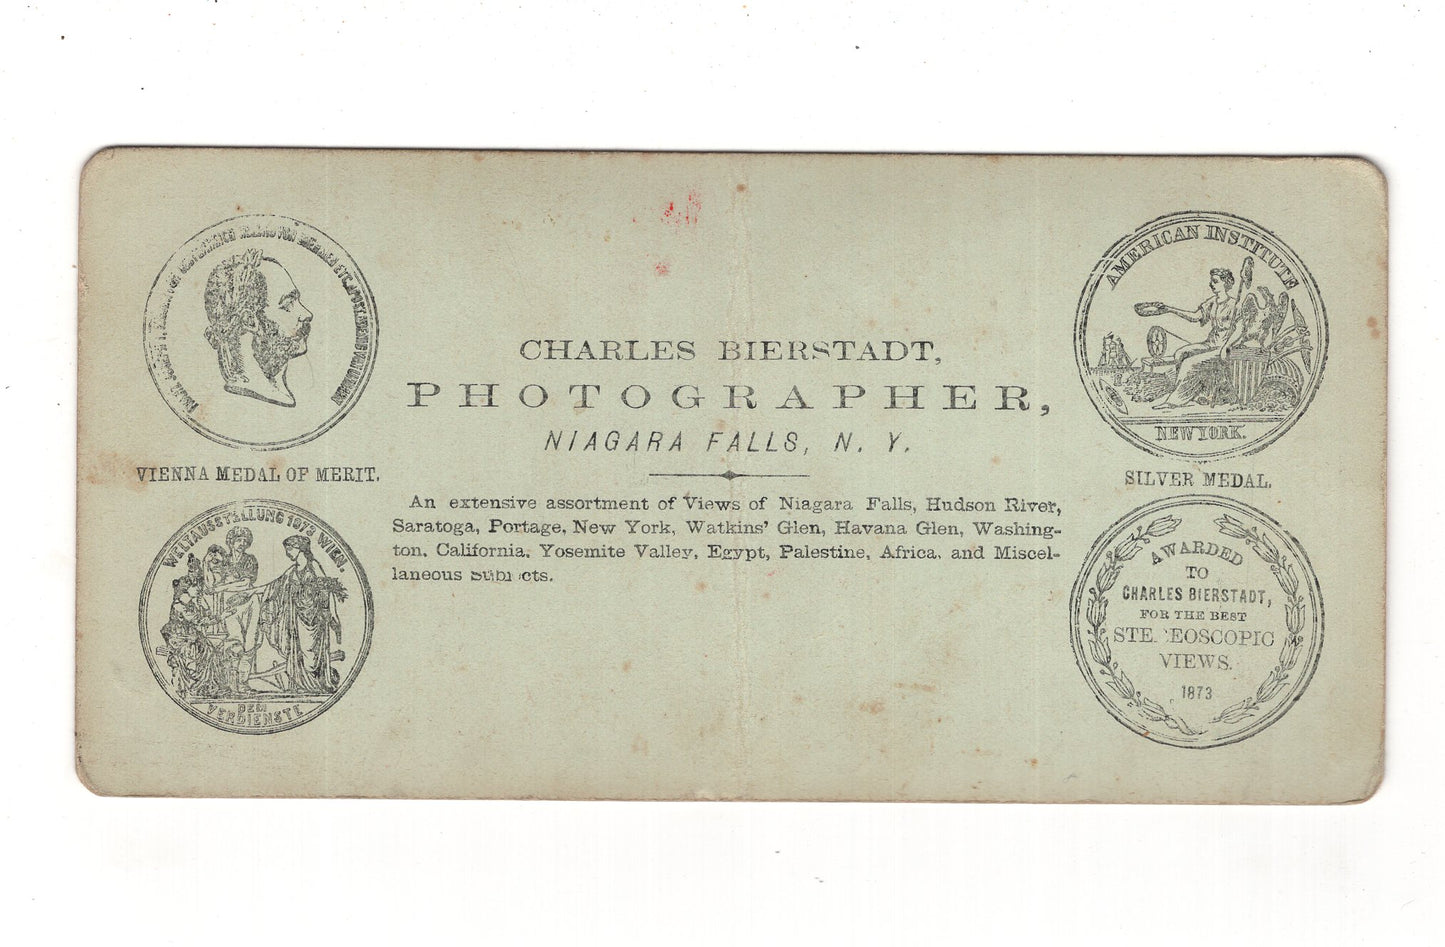 CHARLES BIERSTADT,
PHOTOGRAPHER,
NIAGARA FALLS, N. Y.
An extensive assortment of Views of Niagara Falls, Hudson River,
Saratoga, Portage, New York, Watkins' Glen, Havana Glen, Washing-
ton, California, Yosemite Valley, Egypt, Palestine, Africa, and Miscel-
laneous
VIENNA MEDAL OF MERIT.
WELTAUSSTELLUNG 1873 WIEN.
DEM
VERDIENSTE
AMERICAN INSTITUTE
NEW YORK.
SILVER MEDAL.
AWARDED
TO
CHARLES BIERSTADT,
FOR THE BEST
STEREOSCOPIC
VIEWS.
1873